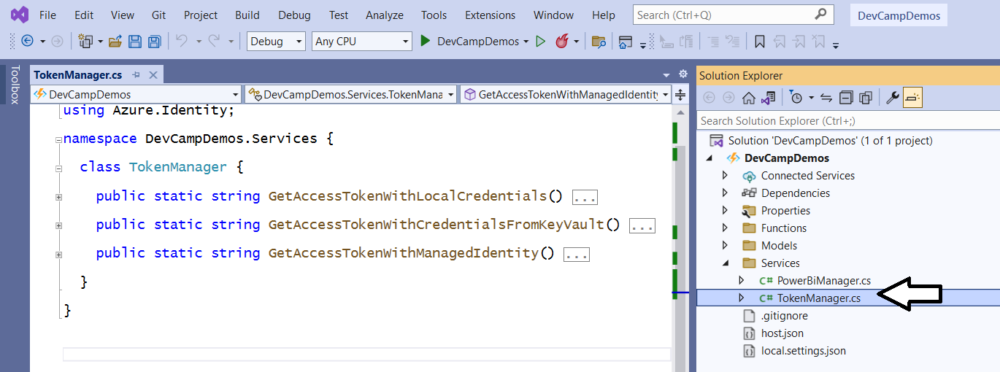 File Edit View Git Project Build Debug Test Analyze Tools Extensions Window Help Search (Ctrl+Q) DevCampDemos
Debug Any CPU DevCampDemos
Toolbox
TokenManager.cs
DevCampDemos DevCampDemos.Services.TokenMana GetAccessTokenWithManagedIdentity
using Azure.Identity;
namespace DevCampDemos.Services {
class TokenManager {
public static string GetAccessTokenWithLocalCredentials() ...
public static string GetAccessTokenWithCredentialsFromKeyVault() ...
public static string GetAccessTokenWithManagedIdentity() ...
}
}
Solution Explorer
Search Solution Explorer (Ctrl+;)
Solution 'DevCampDemos' (1 of 1 project)
DevCampDemos
Connected Services
Dependencies
Properties
Functions
Models
Services
C# PowerBiManager.cs
C# TokenManager.cs
.gitignore
host.json
local.settings.json